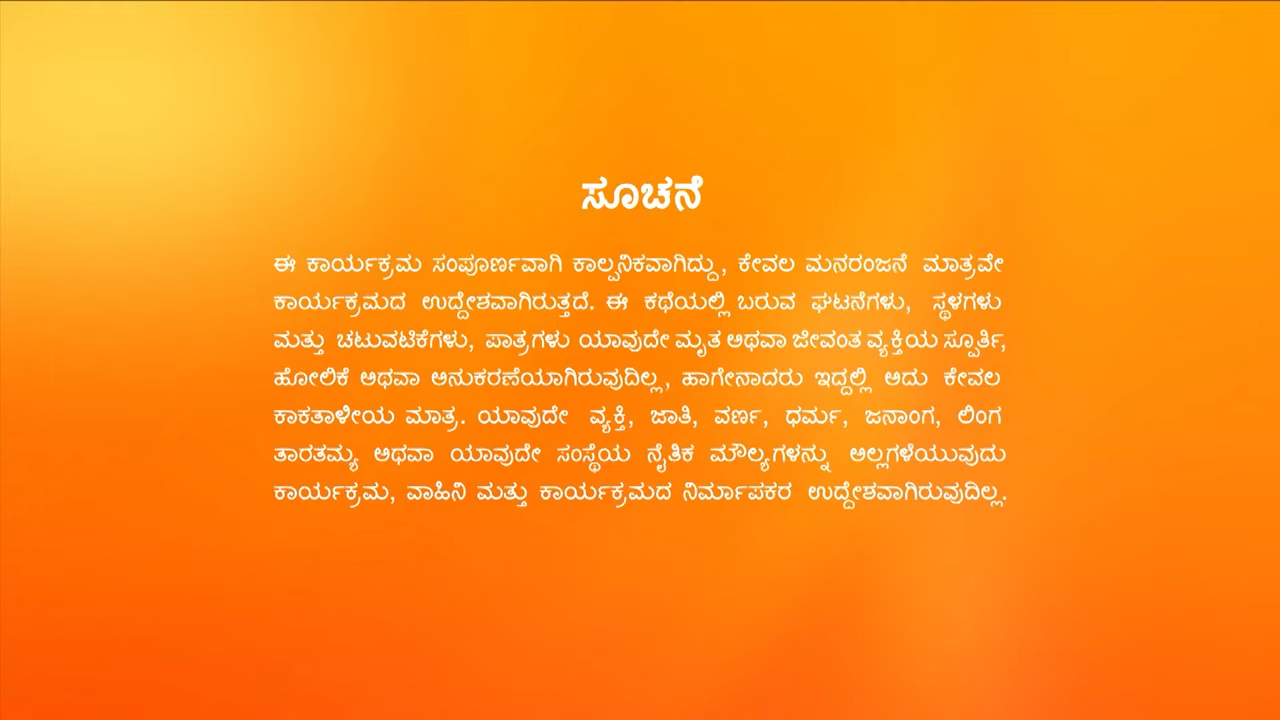 ಸೂಚನೆ
ಈ ಕಾರ್ಯಕ್ರಮ ಸಂಪೂರ್ಣವಾಗಿ ಕಾಲ್ಪನಿಕವಾಗಿದ್ದು, ಕೇವಲ ಮನರಂಜನೆ ಮಾತ್ರವೇ
ಕಾರ್ಯಕ್ರಮದ ಉದ್ದೇಶವಾಗಿರುತ್ತದೆ. ಈ ಕಥೆಯಲ್ಲಿ ಬರುವ ಘಟನೆಗಳು, ಸ್ಥಳಗಳು
ಮತ್ತು ಚಟುವಟಿಕೆಗಳು, ಪಾತ್ರಗಳು ಯಾವುದೇ ಮೃತ ಅಥವಾ ಜೀವಂತ ವ್ಯಕ್ತಿಯ ಸ್ಪೂರ್ತಿ,
ಹೋಲಿಕೆ ಅಥವಾ ಅನುಕರಣೆಯಾಗಿರುವುದಿಲ್ಲ, ಹಾಗೇನಾದರು ಇದ್ದಲ್ಲಿ ಅದು ಕೇವಲ
ಕಾಕತಾಳೀಯ ಮಾತ್ರ. ಯಾವುದೇ ವ್ಯಕ್ತಿ, ಜಾತಿ, ವರ್ಣ, ಧರ್ಮ, ಜನಾಂಗ, ಲಿಂಗ
ತಾರತಮ್ಯ ಅಥವಾ ಯಾವುದೇ ಸಂಸ್ಥೆಯ ನೈತಿಕ ಮೌಲ್ಯಗಳನ್ನು ಅಲ್ಲಗಳೆಯುವುದು
ಕಾರ್ಯಕ್ರಮ, ವಾಹಿನಿ ಮತ್ತು ಕಾರ್ಯಕ್ರಮದ ನಿರ್ಮಾಪಕರ ಉದ್ದೇಶವಾಗಿರುವುದಿಲ್ಲ.